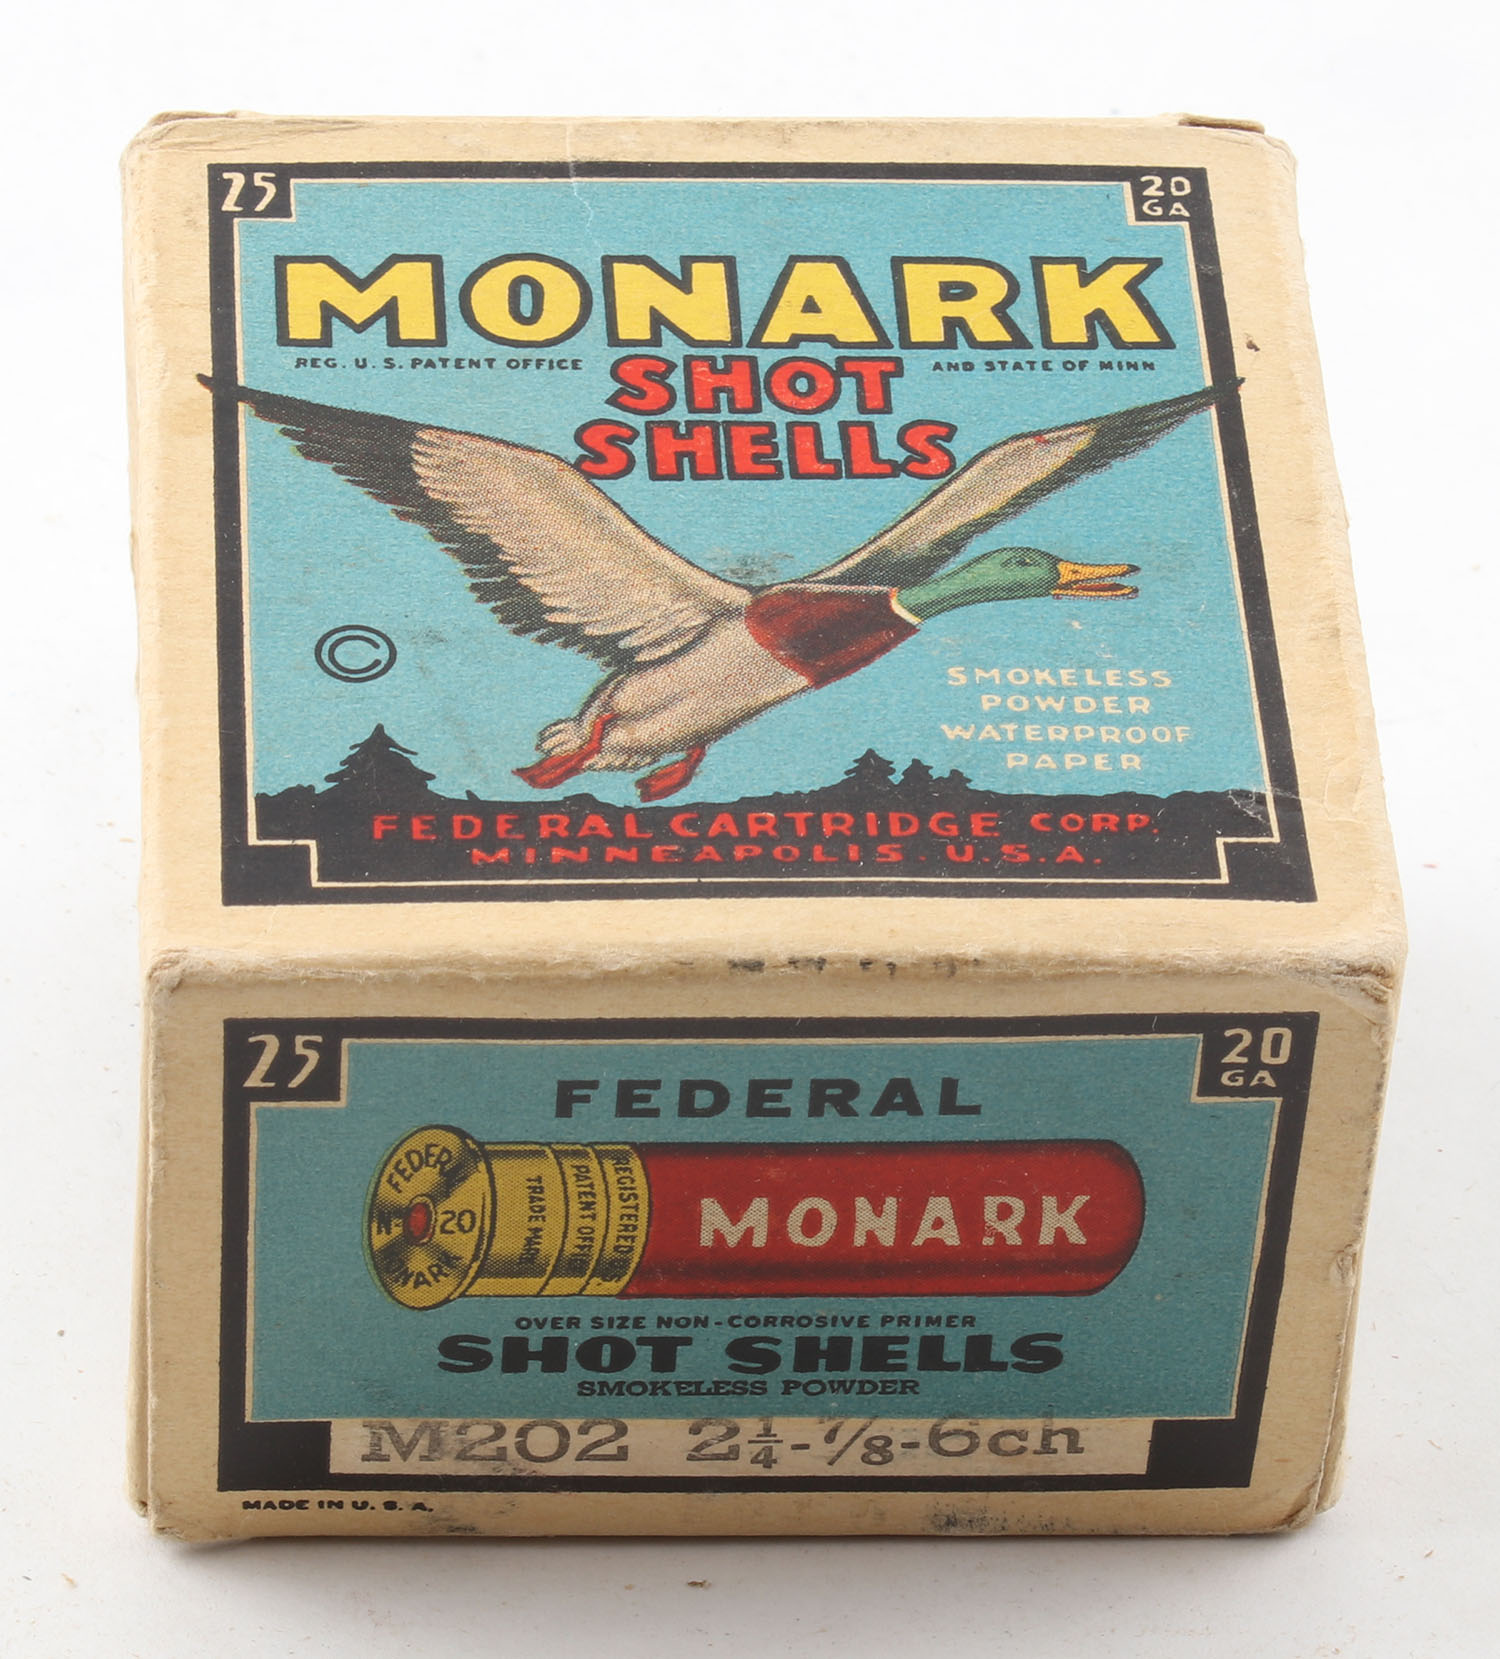 25
20
GA
MONARK
REG. U. S. PATENT OFFICE
AND STATE OF MINN
SHOT
SHELLS
©
SMOKELESS
POWDER
WATERPROOF
PAPER
FEDERAL CARTRIDGE CORP.
MINNEAPOLIS. U.S.A.
25
20
GA
FEDERAL
FEDERAL
No 20
MONARK
TRADE MARK
PATENT OFFICE
REGISTERED
MONARK
OVER SIZE NON-CORROSIVE PRIMER
SHOT SHELLS
SMOKELESS POWDER
M202 2¼-⅞-6ch
MADE IN U. S. A.